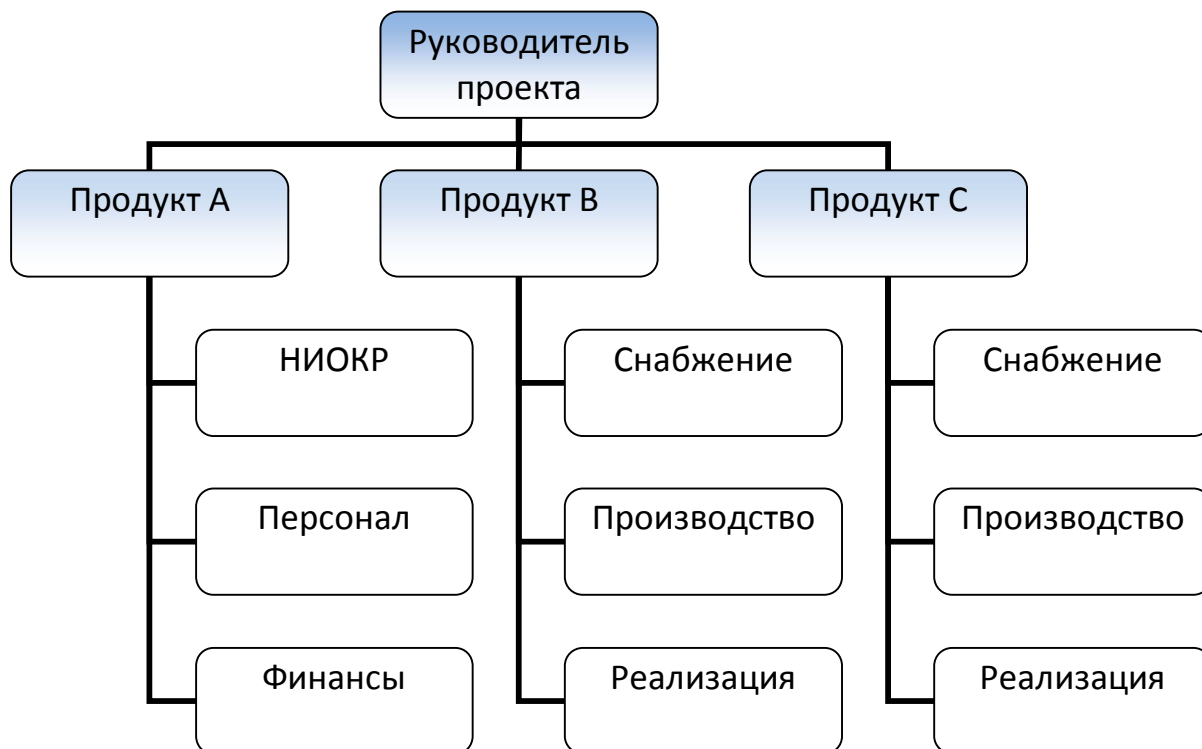 Руководитель
проекта
Продукт А
Продукт В
Продукт С
НИОКР
Снабжение
Снабжение
Персонал
Производство
Производство
Финансы
Реализация
Реализация